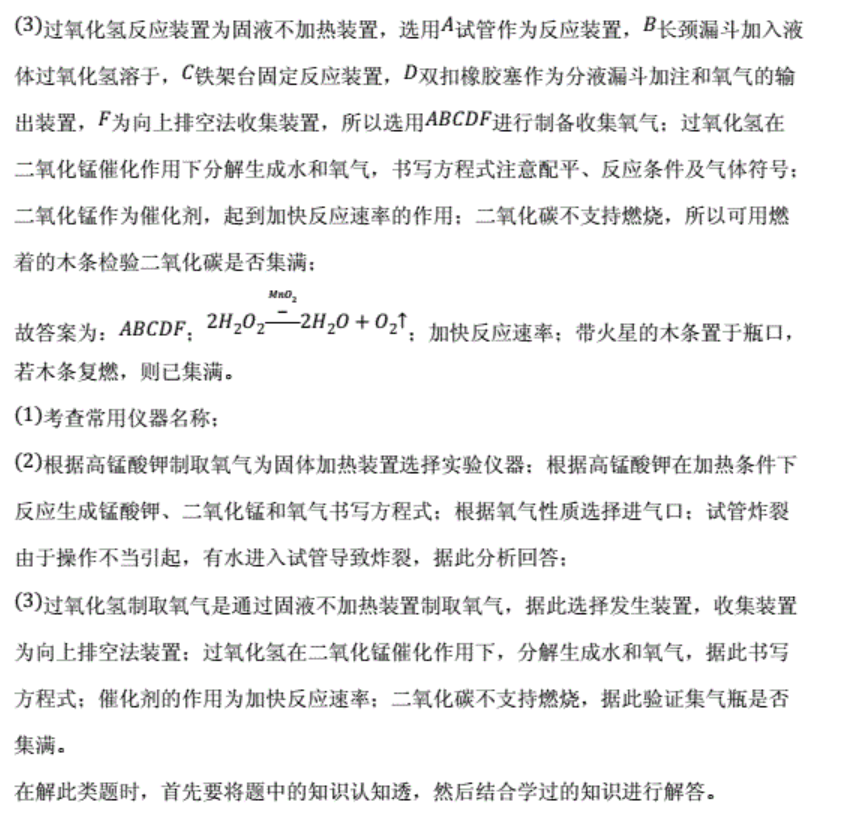 (3)过氧化氢反应装置为固液不加热装置，选用A试管作为反应装置，B长颈漏斗加入液
体过氧化氢溶于，C铁架台固定反应装置，D双扣橡胶塞作为分液漏斗加注和氧气的输
出装置，F为向上排空法收集装置，所以选用ABCDF进行制备收集氧气；过氧化氢在
二氧化锰催化作用下分解生成水和氧气，书写方程式注意配平、反应条件及气体符号；
二氧化锰作为催化剂，起到加快反应速率的作用；二氧化碳不支持燃烧，所以可用燃
着的木条检验二氧化碳是否集满；
故答案为：ABCDF；2H₂O₂ MnO₂ = 2H₂O + O₂↑；加快反应速率；带火星的木条置于瓶口，
若木条复燃，则已集满。
(1)考查常用仪器名称；
(2)根据高锰酸钾制取氧气为固体加热装置选择实验仪器；根据高锰酸钾在加热条件下
反应生成锰酸钾、二氧化锰和氧气书写方程式；根据氧气性质选择进气口；试管炸裂
由于操作不当引起，有水进入试管导致炸裂，据此分析回答；
(3)过氧化氢制取氧气是通过固液不加热装置制取氧气，据此选择发生装置，收集装置
为向上排空法装置；过氧化氢在二氧化锰催化作用下，分解生成水和氧气，据此书写
方程式；催化剂的作用为加快反应速率；二氧化碳不支持燃烧，据此验证集气瓶是否
集满。
在解此类题时，首先要将题中的知识认知透，然后结合学过的知识进行解答。